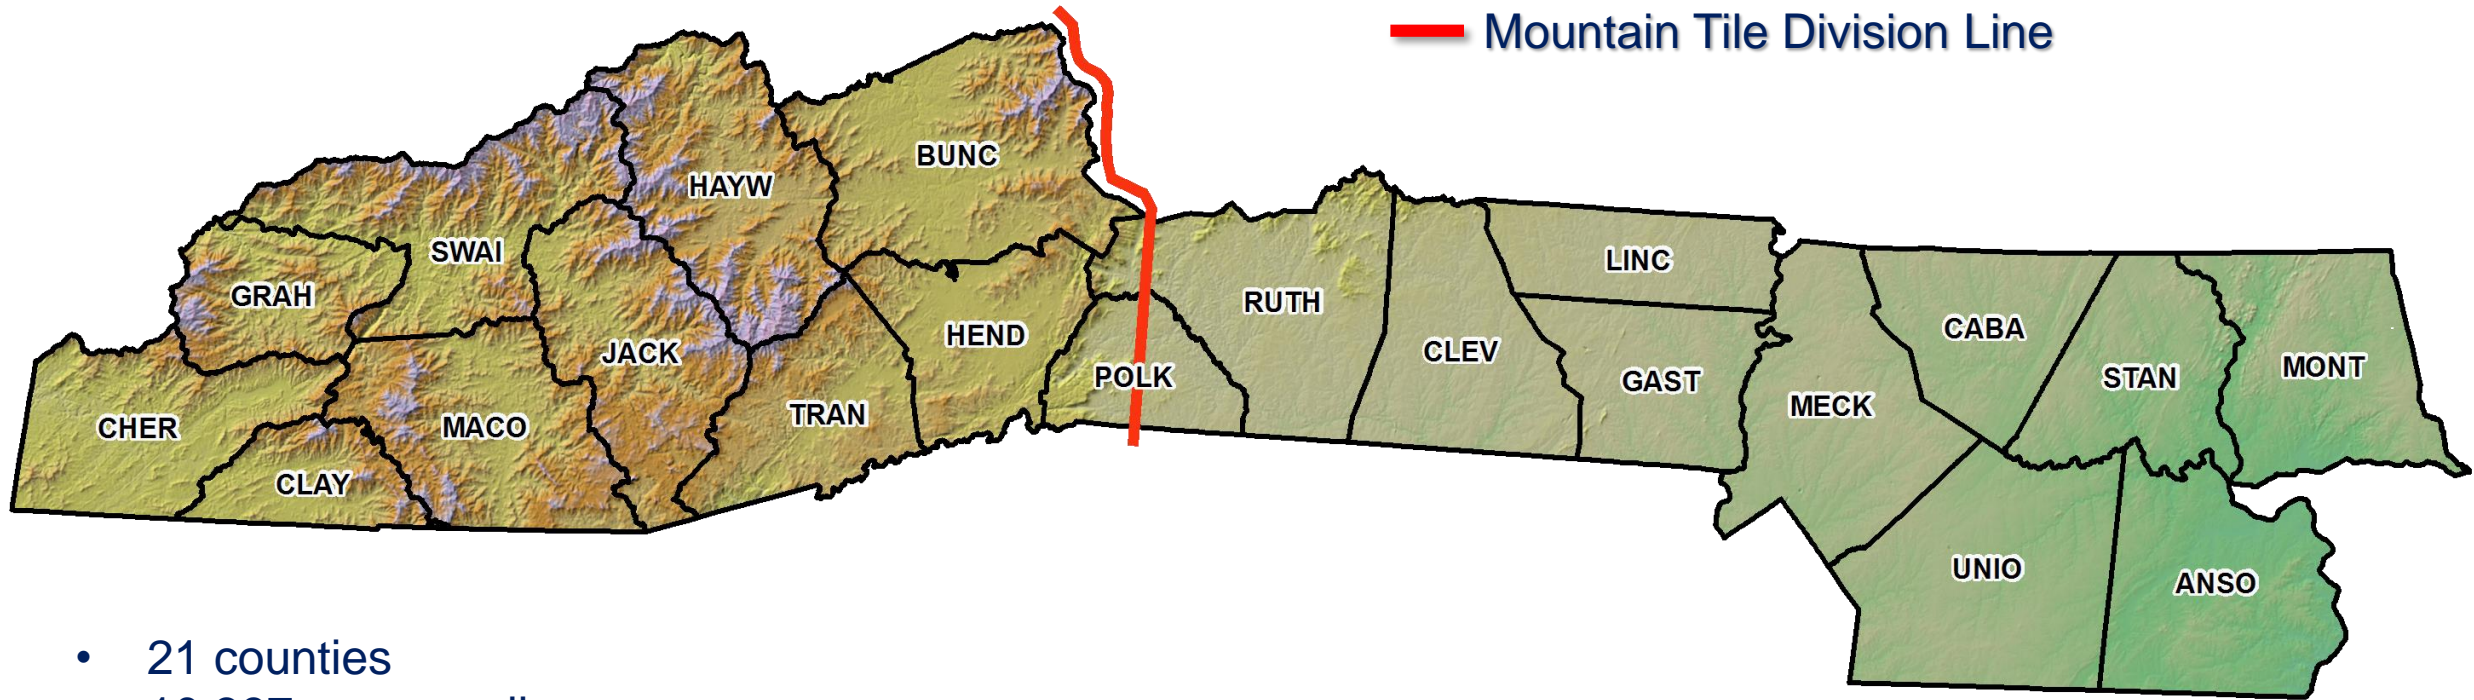 Mountain Tile Division Line
BUNC
HAYW
SWAI
LINC
GRAH
RUTH
CABA
HEND
JACK
CLEV
MONT
POLK
STAN
GAST
MECK
TRAN
CHER
MACO
CLAY
UNIO
ANSO
• 21 counties